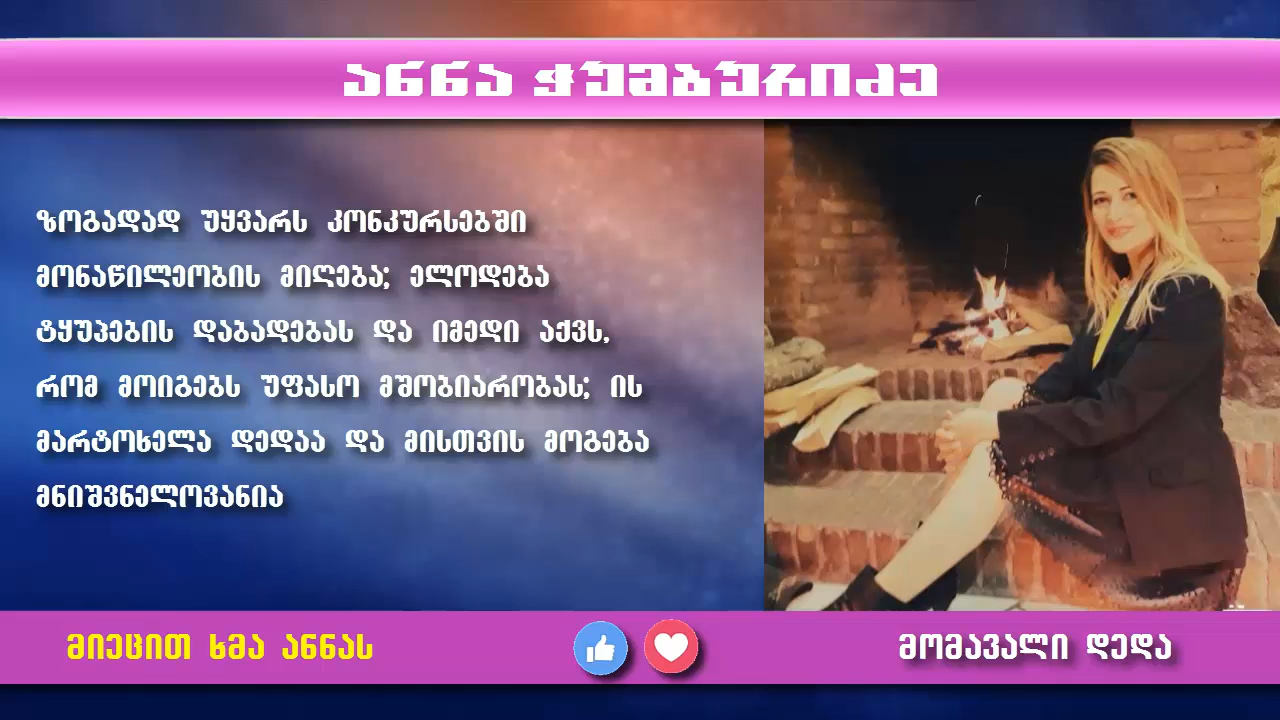 ანნა ჭუმბურიძე
ზოგადად უყვარს კონკურსებში
მონაწილეობის მიღება; ელოდება
ტყუპების დაბადებას და იმედი აქვს,
რომ მოიგებს უფასო მშობიარობას; ის
მარტოხელა დედაა და მისთვის მოგება
მნიშვნელოვანია
მიეცით ხმა ანნას
მომავალი დედა